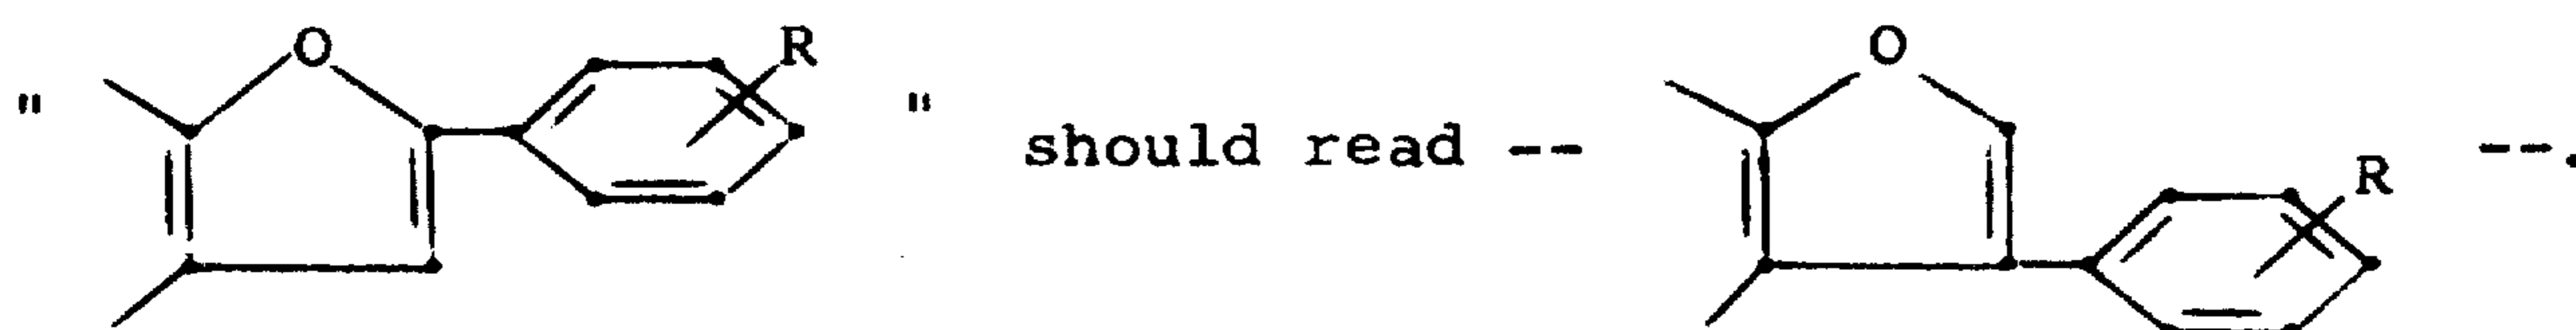 O R O
" " should read -- R --.